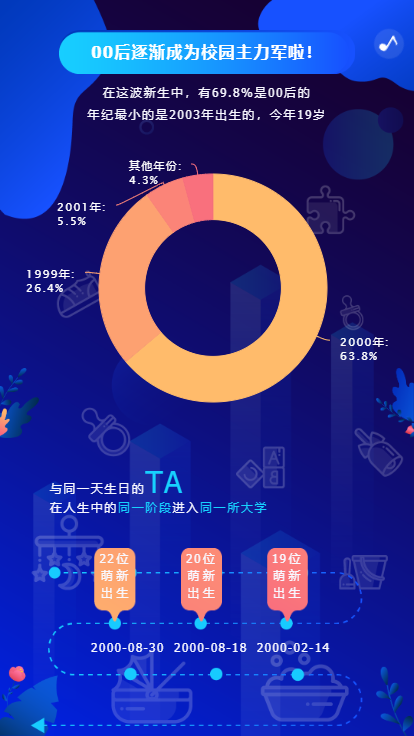 00后逐渐成为校园主力军啦!
在这波新生中，有69.8%是00后的
年纪最小的是2003年出生的，今年19岁
其他年份:
4.3%
2001年:
5.5%
1999年:
26.4%
2000年:
63.8%
与同一天生日的TA
在人生中的同一阶段进入同一所大学
22位
萌新
出生
20位
萌新
出生
19位
萌新
出生
2000-08-30
2000-08-18
2000-02-14